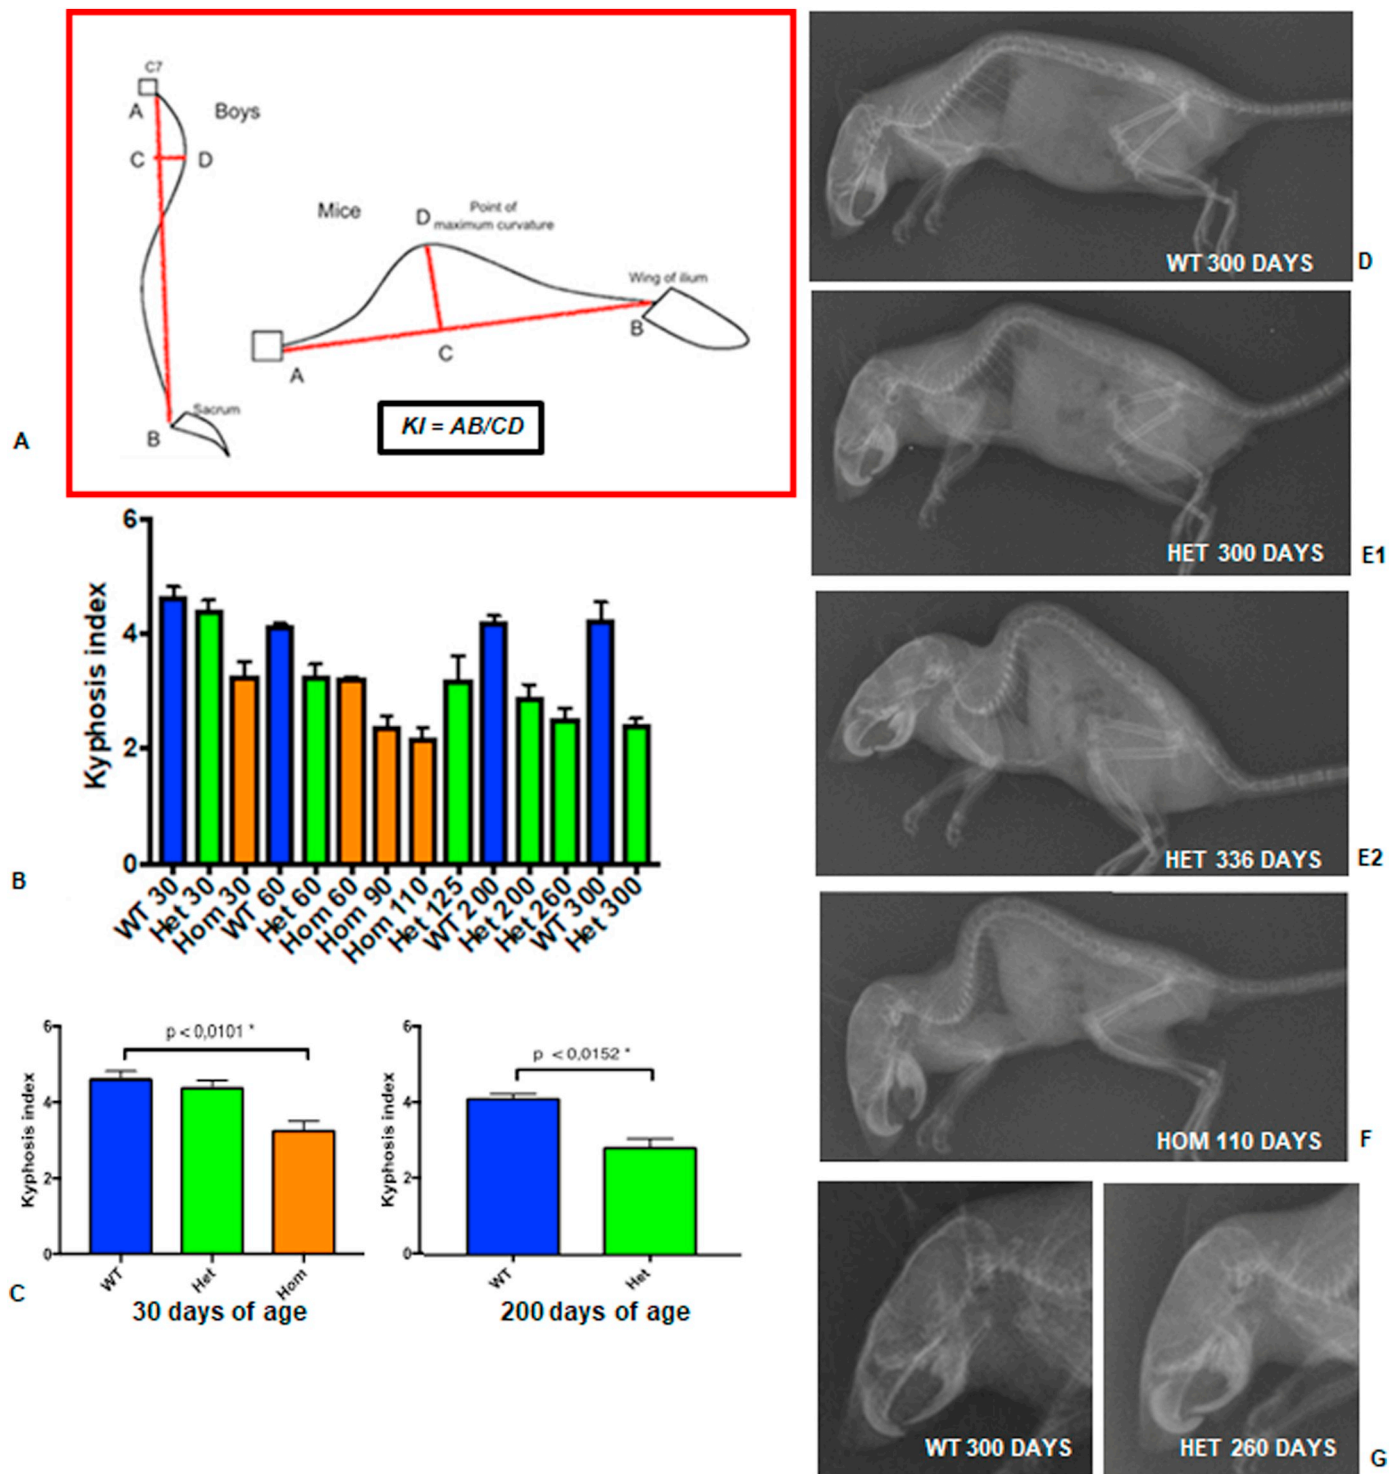 C7
A
Boys
C
D
Mice
D
Point of
maximum curvature
Wing of ilium
B
C
A
Sacrum
B
KI = AB/CD
A
6
4
2
0
Kyphosis index
WT 30
Het 30
Hom 30
WT 60
Het 60
Hom 60
Hom 90
Hom 110
Het 125
WT 200
Het 200
Het 260
WT 300
Het 300
B
6
4
2
0
Kyphosis index
p < 0,0101 *
WT
Het
Hom
30 days of age
6
4
2
0
Kyphosis index
p < 0,0152 *
WT
Het
200 days of age
C
WT 300 DAYS
D
HET 300 DAYS
E1
HET 336 DAYS
E2
HOM 110 DAYS
F
WT 300 DAYS
HET 260 DAYS
G